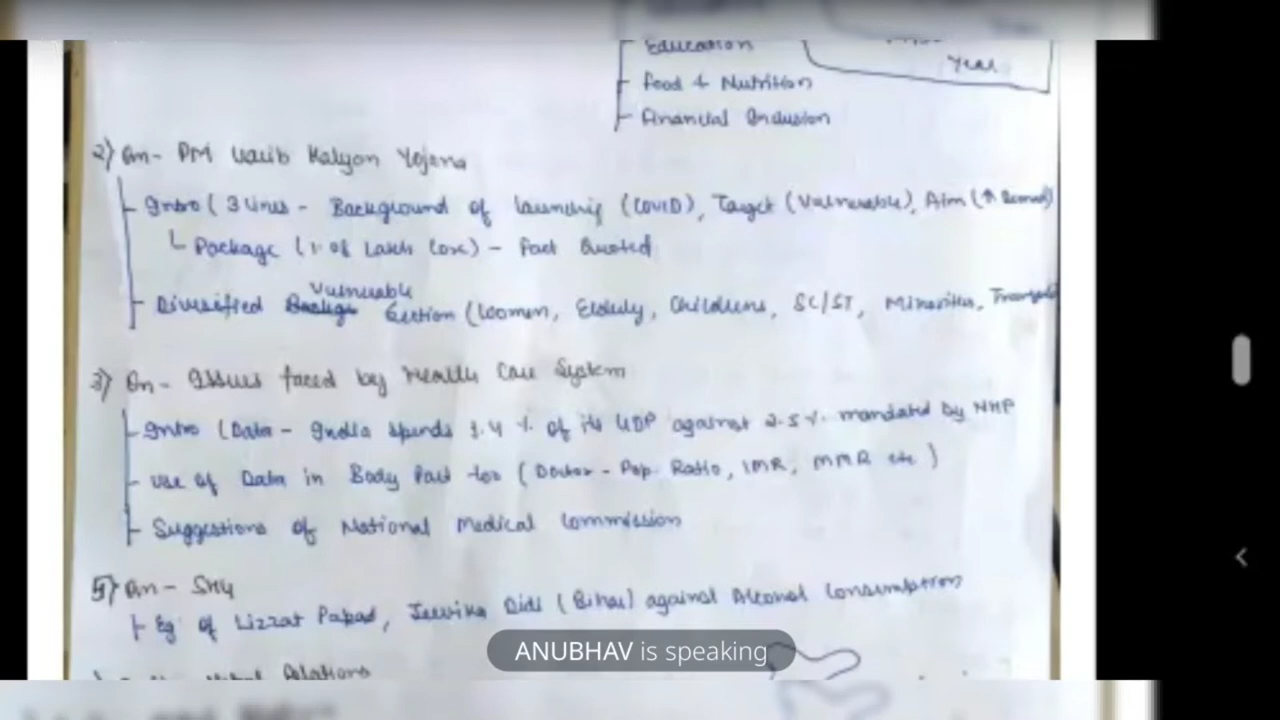 Education
Year
Food + Nutrition
Financial Inclusion
2) Qn - PM Garib Kalyan Yojana
Intro (3 lines - Background of launching (COVID), Target (Vulnerable), Aim (↑
Package (1. of Lakh Crore) - Fact Quoted
Vulnerable
Diversified Section (Women, Elderly, Childrens, SC/ST, Minorities,
3) Qn - Issues faced by Health Care System
Intro (Data - India spends 1.4 % of its GDP against 2.5 % mandated by NHP
Use of Data in Body Part too (Doctor - Pop. Ratio, IMR, MMR etc)
Suggestions of National Medical Commission
5) Qn - SHG
Eg of Lizzat Papad, Jeevika Didi (Bihar) against Alcohol Consumption
ANUBHAV is speaking
Relations